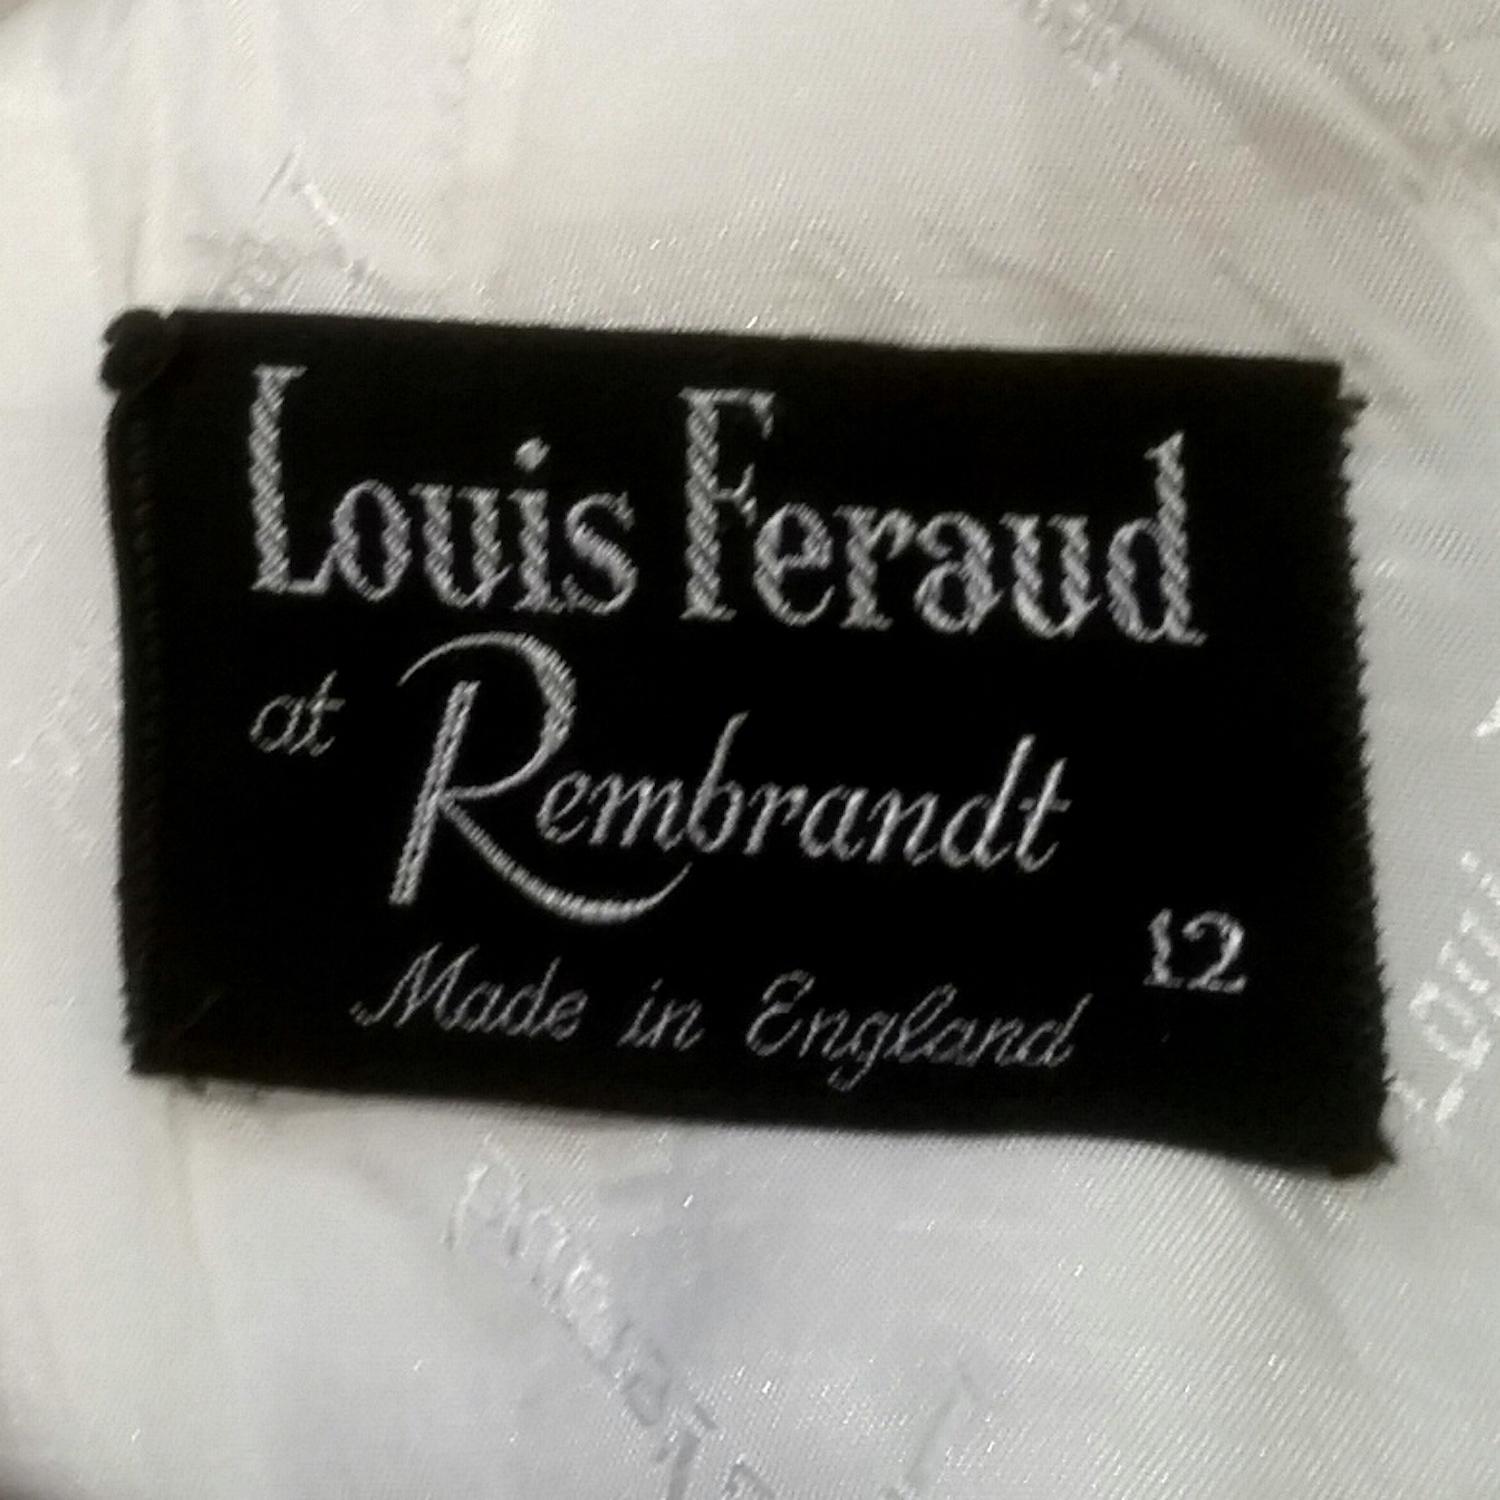 Louis Feraud
at Rembrandt
12
Made in England